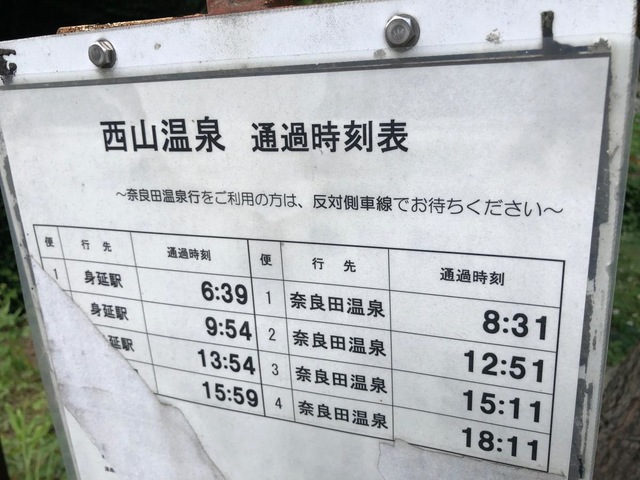 西山温泉 通過時刻表
～奈良田温泉行をご利用の方は、反対側車線でお待ちください～
便 行先 通過時刻 便 行先 通過時刻
1 身延駅 6:39 1 奈良田温泉 8:31
身延駅 9:54 2 奈良田温泉 12:51
延駅 13:54 3 奈良田温泉 15:11
15:59 4 奈良田温泉 18:11